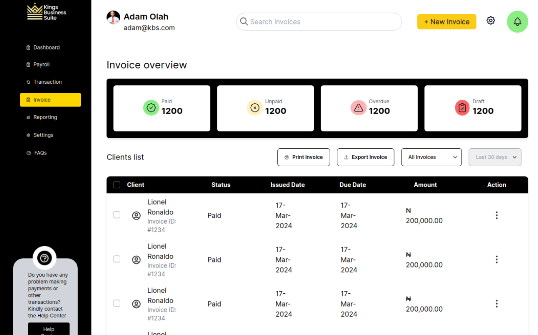 Kings
Business
Suite
Adam Olah
adam@kbs.com
Search invoices
+ New Invoice
Dashboard
Payroll
Transaction
Invoice
Reporting
Settings
FAQs
Invoice overview
Paid
1200
Unpaid
1200
Overdue
1200
Draft
1200
Clients list
Print Invoice
Export Invoice
All Invoices
Last 30 days
Client Status Issued Date Due Date Amount Action
Lionel
Ronaldo
Invoice ID:
#1234
Paid
17-
Mar-
2024
17-
Mar-
2024
₦
200,000.00
Lionel
Ronaldo
Invoice ID:
#1234
Paid
17-
Mar-
2024
17-
Mar-
2024
₦
200,000.00
Lionel
Ronaldo
Invoice ID:
#1234
Paid
17-
Mar-
2024
17-
Mar-
2024
₦
200,000.00
Lionel
Do you have any
problem making
payments or
other
transactions?
Kindly contact
the Help Center
Help